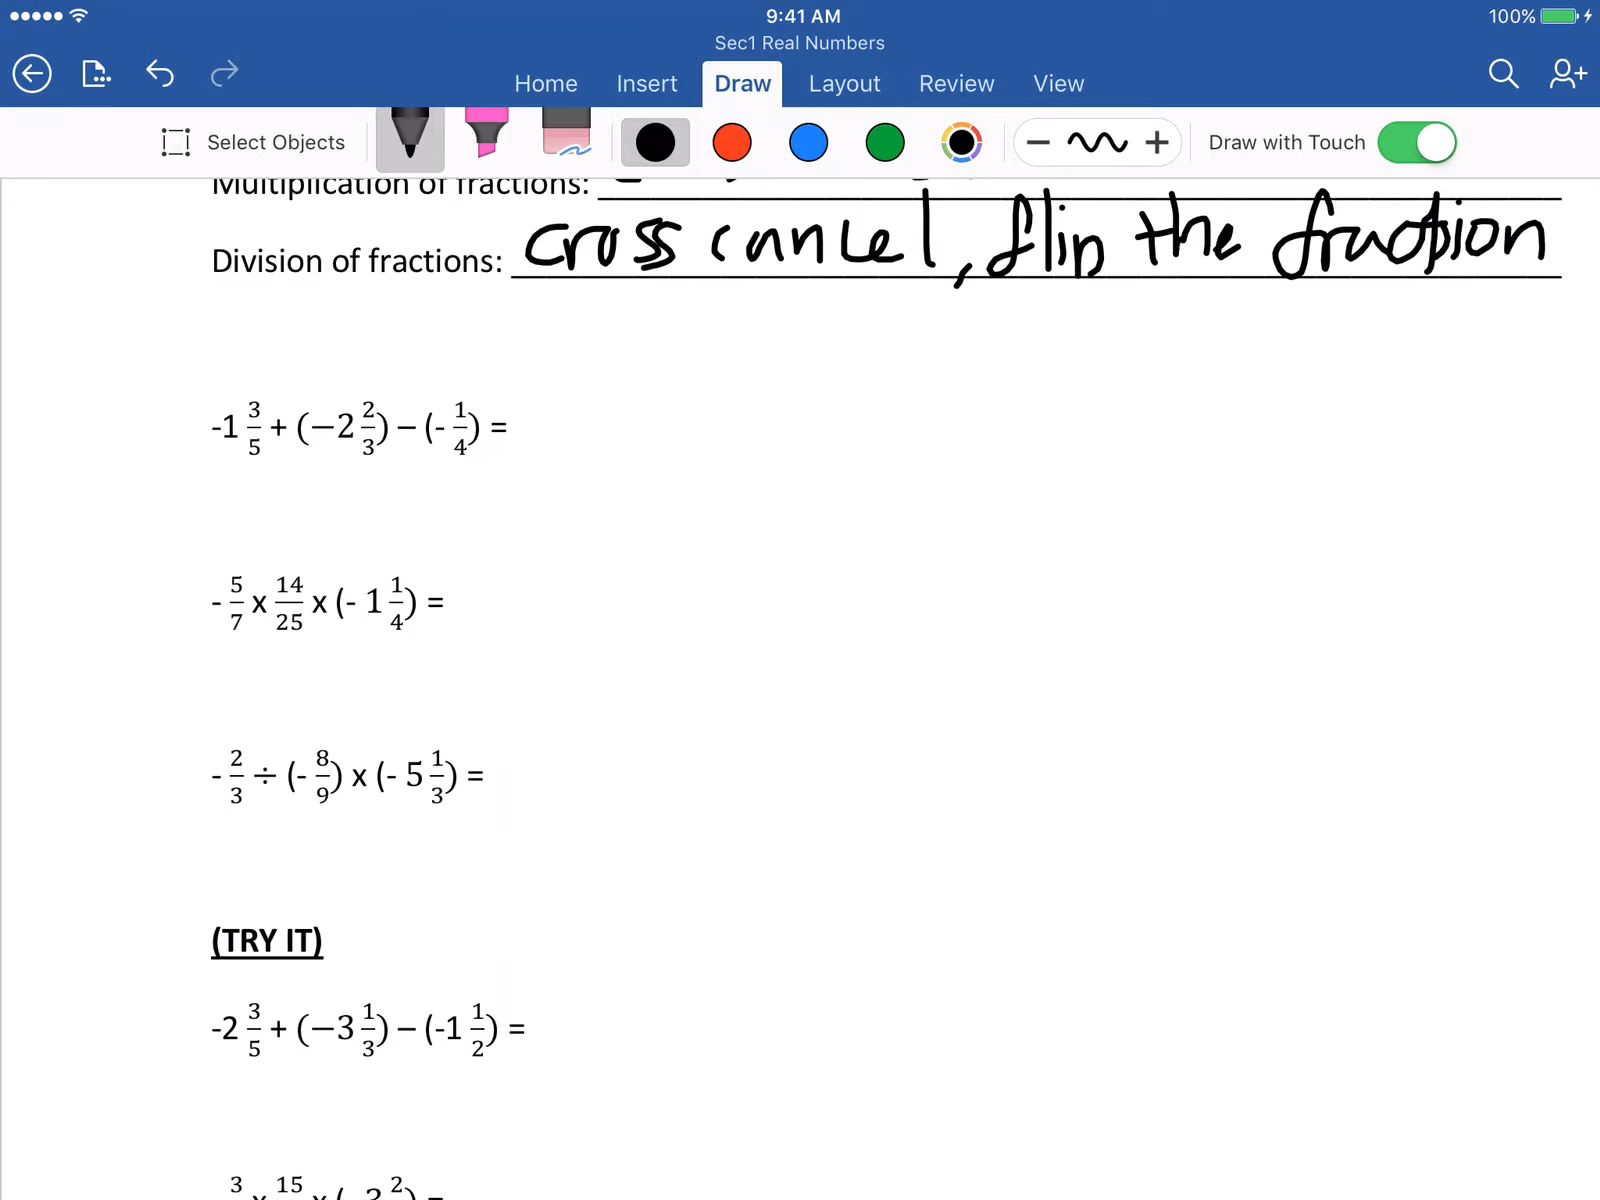 9:41 AM
100%
Sec1 Real Numbers
Home Insert Draw Layout Review View
Select Objects
Draw with Touch
Multiplication of fractions:
Division of fractions: cross cancel, flip the fraction
-1 3/5 + (−2 2/3) − (- 1/4) =
- 5/7 x 14/25 x (- 1 1/4) =
- 2/3 ÷ (- 8/9) x (- 5 1/3) =
(TRY IT)
-2 3/5 + (−3 1/3) − (-1 1/2) =